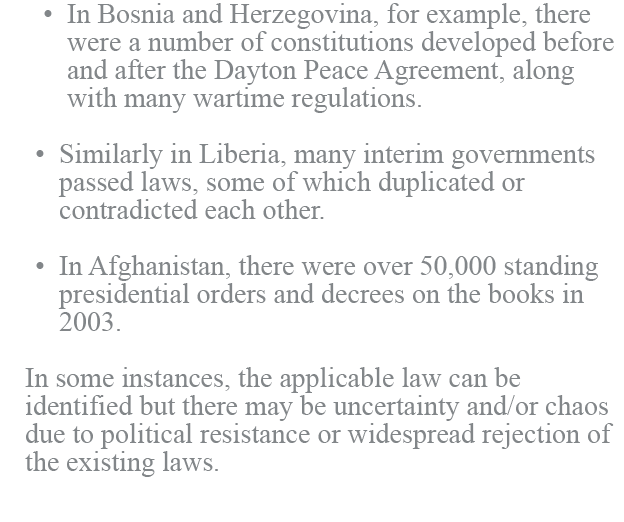 • In Bosnia and Herzegovina, for example, there
were a number of constitutions developed before
and after the Dayton Peace Agreement, along
with many wartime regulations.
• Similarly in Liberia, many interim governments
passed laws, some of which duplicated or
contradicted each other.
• In Afghanistan, there were over 50,000 standing
presidential orders and decrees on the books in
2003.
In some instances, the applicable law can be
identified but there may be uncertainty and/or chaos
due to political resistance or widespread rejection of
the existing laws.